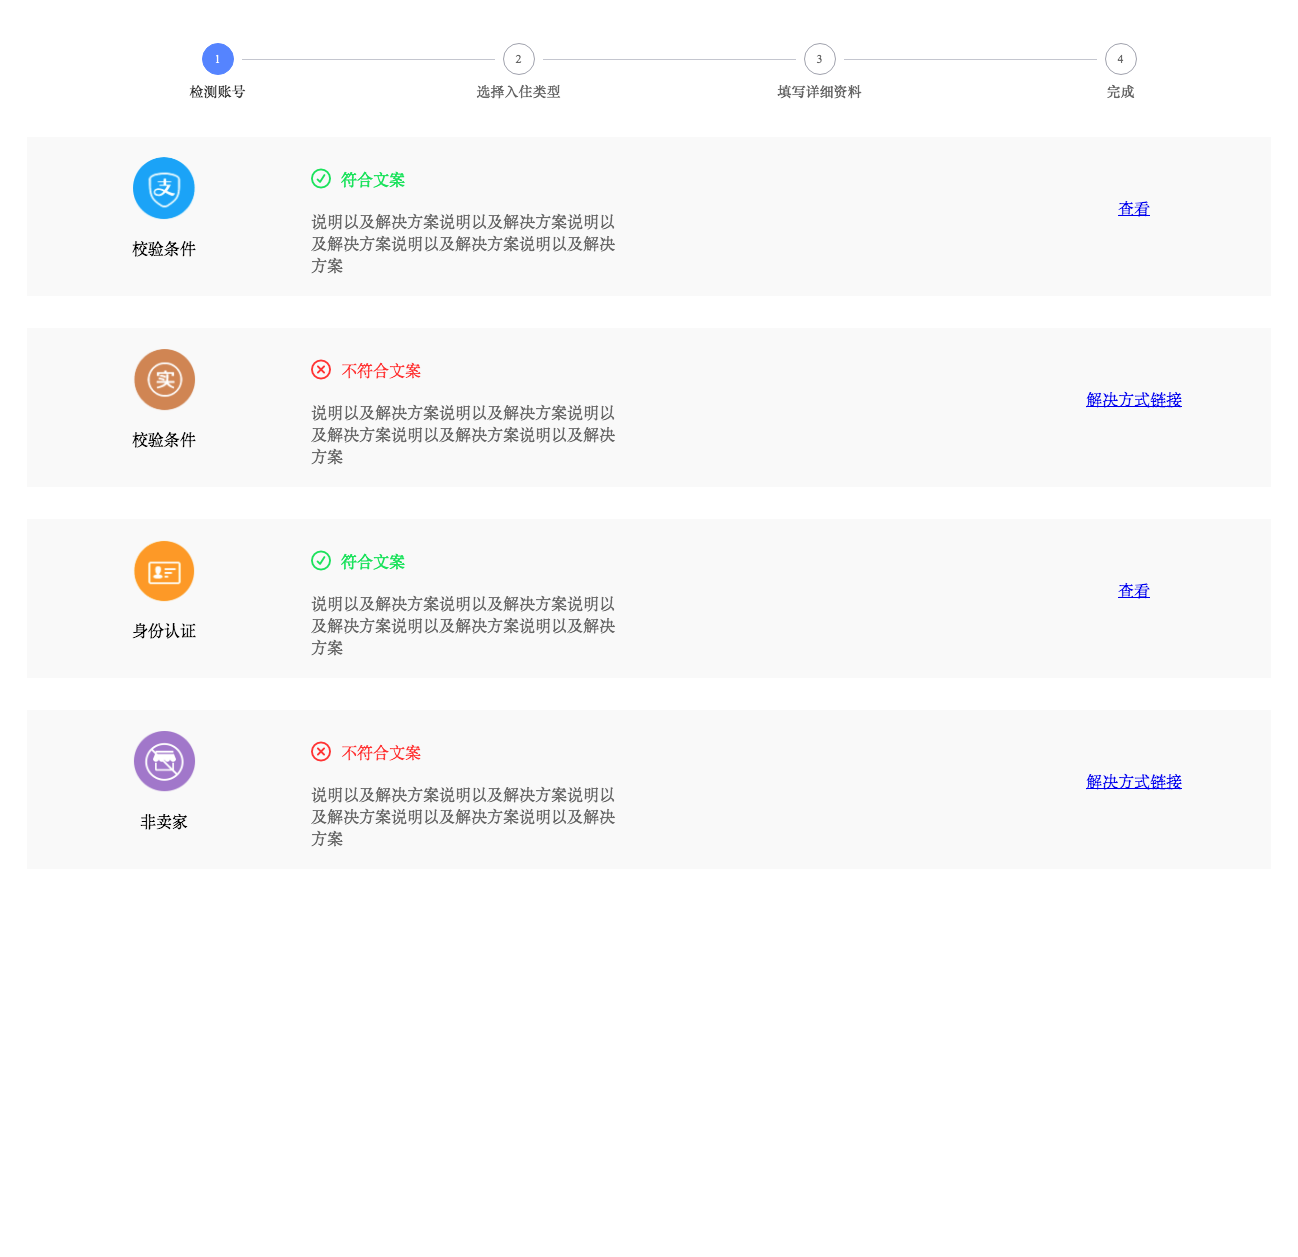 1
2
3
4
检测账号
选择入住类型
填写详细资料
完成
支
校验条件
符合文案
说明以及解决方案说明以及解决方案说明以
及解决方案说明以及解决方案说明以及解决
方案
查看
实
校验条件
不符合文案
说明以及解决方案说明以及解决方案说明以
及解决方案说明以及解决方案说明以及解决
方案
解决方式链接
身份认证
符合文案
说明以及解决方案说明以及解决方案说明以
及解决方案说明以及解决方案说明以及解决
方案
查看
非卖家
不符合文案
说明以及解决方案说明以及解决方案说明以
及解决方案说明以及解决方案说明以及解决
方案
解决方式链接